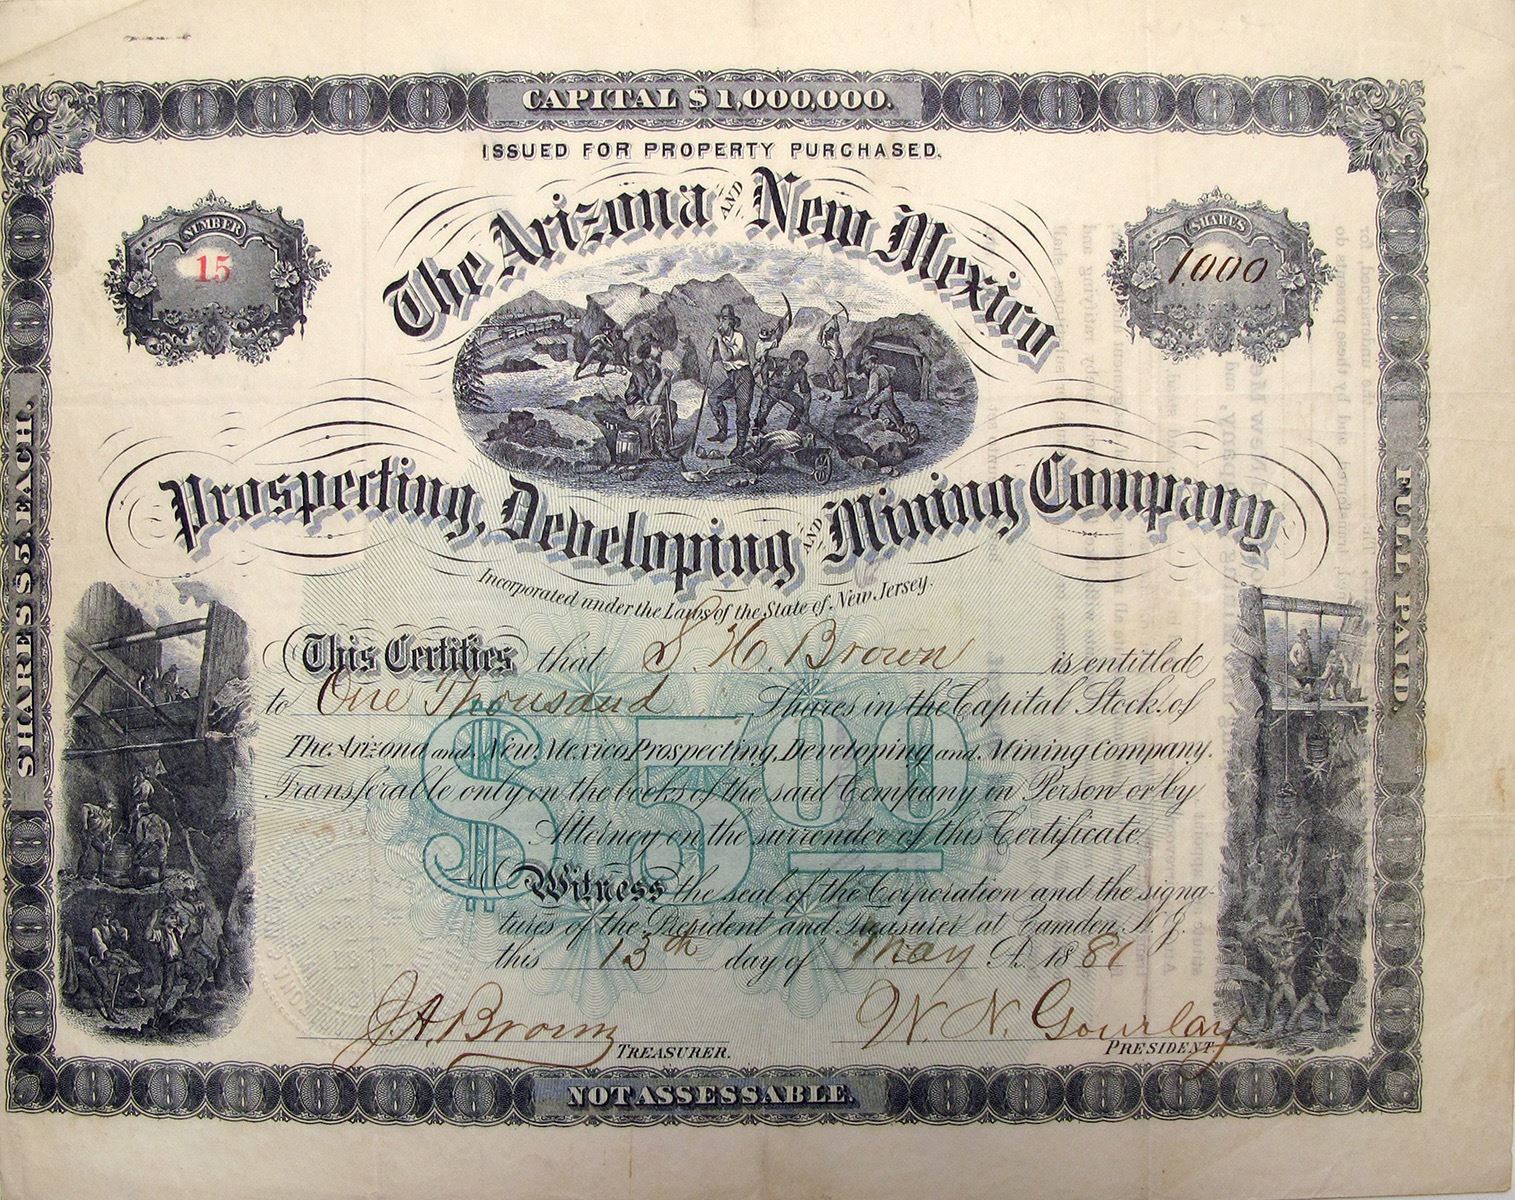 CAPITAL $1,000,000.
ISSUED FOR PROPERTY PURCHASED.
NUMBER
15
SHARES
1000
The Arizona AND New Mexico
Prospecting, Developing AND Mining Company
Incorporated under the Laws of the State of New Jersey.
This Certifies that S. H. Brown is entitled
to One Thousand Shares in the Capital Stock of
The Arizona and New Mexico Prospecting, Developing and Mining Company.
Transferable only on the books of the said Company in Person or by
Attorney on the surrender of this Certificate.
$500
Witness the seal of the Corporation and the signa-
tures of the President and Treasurer at Camden, N. J.
this 13th day of May A. 1881
J. A. Brown TREASURER.
W. N. Gourlay PRESIDENT.
SHARES $5. EACH.
FULL PAID.
NOT ASSESSABLE.